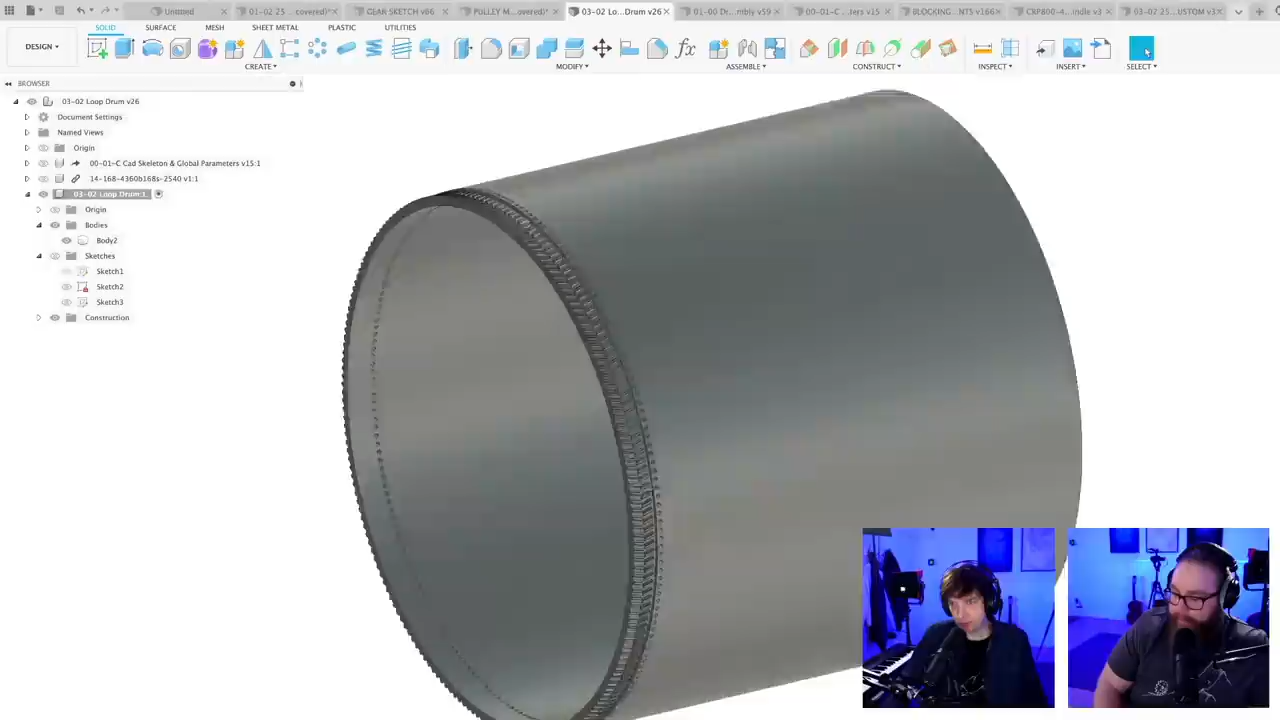 Untitled
01-02 25 ...covered)*
GEAR SKETCH v66
PULLEY M...overed)*
03-02 Lo...Drum v26
01-00 Dr...mbly v59
00-01-C ...ters v15
BLOCKING...NTS v166
CRP800-4...indle v3
03-02 25...USTOM v3
SOLID SURFACE MESH SHEET METAL PLASTIC UTILITIES
DESIGN
CREATE MODIFY ASSEMBLE CONSTRUCT INSPECT INSERT SELECT
BROWSER
03-02 Loop Drum v26
Document Settings
Named Views
Origin
00-01-C Cad Skeleton & Global Parameters v15:1
14-168-4360b168s-2540 v1:1
03-02 Loop Drum:1
Origin
Bodies
Body2
Sketches
Sketch1
Sketch2
Sketch3
Construction